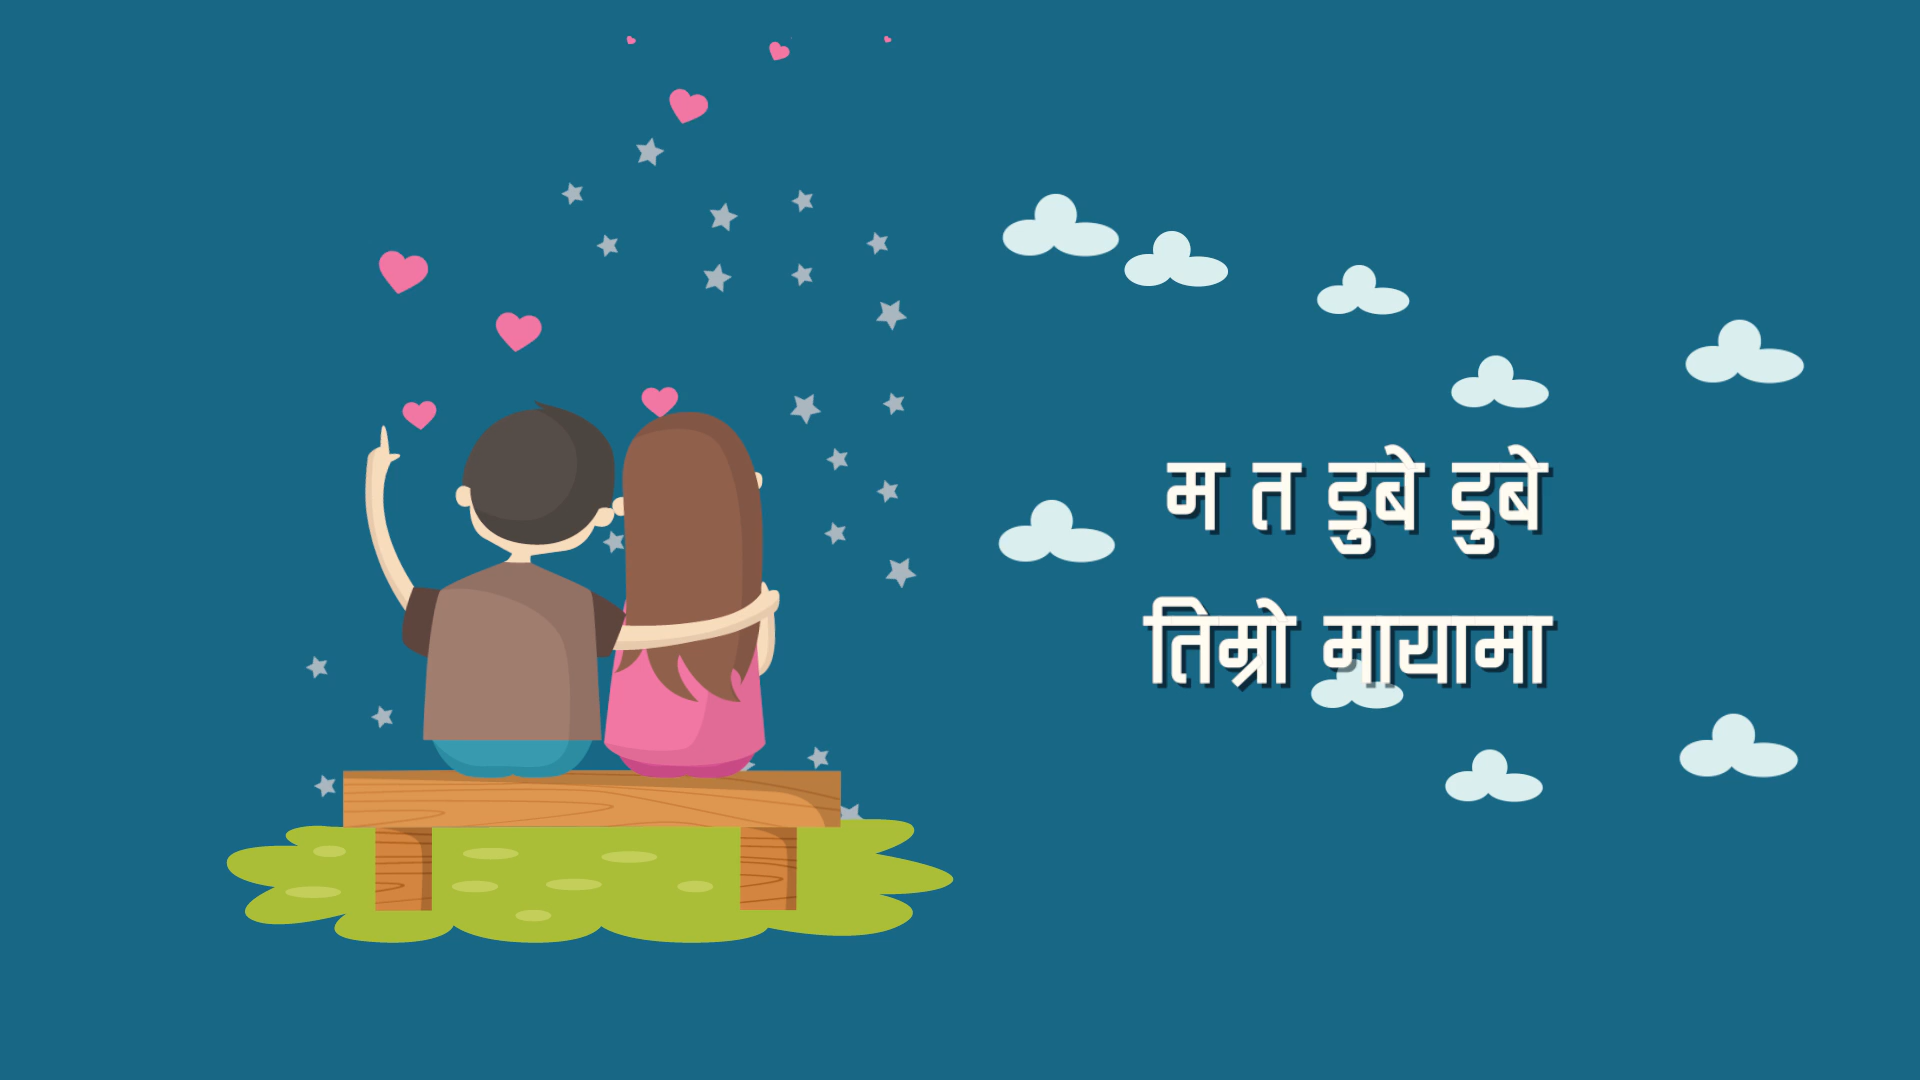 म त डुबे डुबे
तिम्रो मायामा